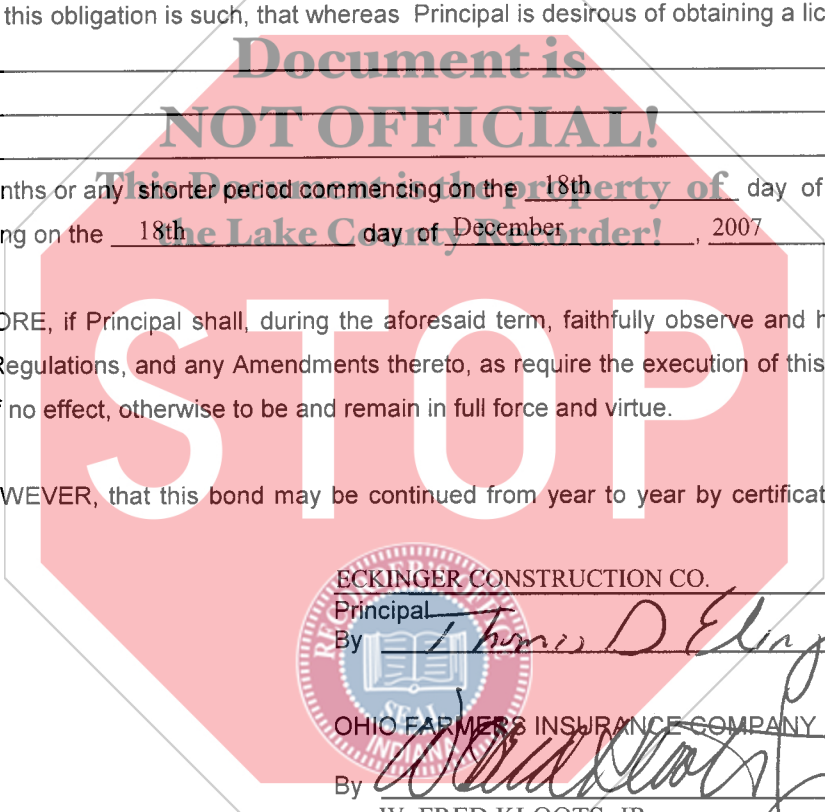 this obligation is such, that whereas Principal is desirous of obtaining a lic
Document is
NOT OFFICIAL!
This Document is the property of
the Lake County Recorder!
nths or any shorter period commencing on the 18th day of
ng on the 18th day of December, 2007
STOP
ORE, if Principal shall, during the aforesaid term, faithfully observe and h
Regulations, and any Amendments thereto, as require the execution of this
f no effect, otherwise to be and remain in full force and virtue.
WEVER, that this bond may be continued from year to year by certificat
RECORDER'S OFFICE
SEAL
INDIANA
ECKINGER CONSTRUCTION CO.
Principal
By Thomas D
OHIO FARMERS INSURANCE COMPANY
By
W. FRED KLOOTS, JR